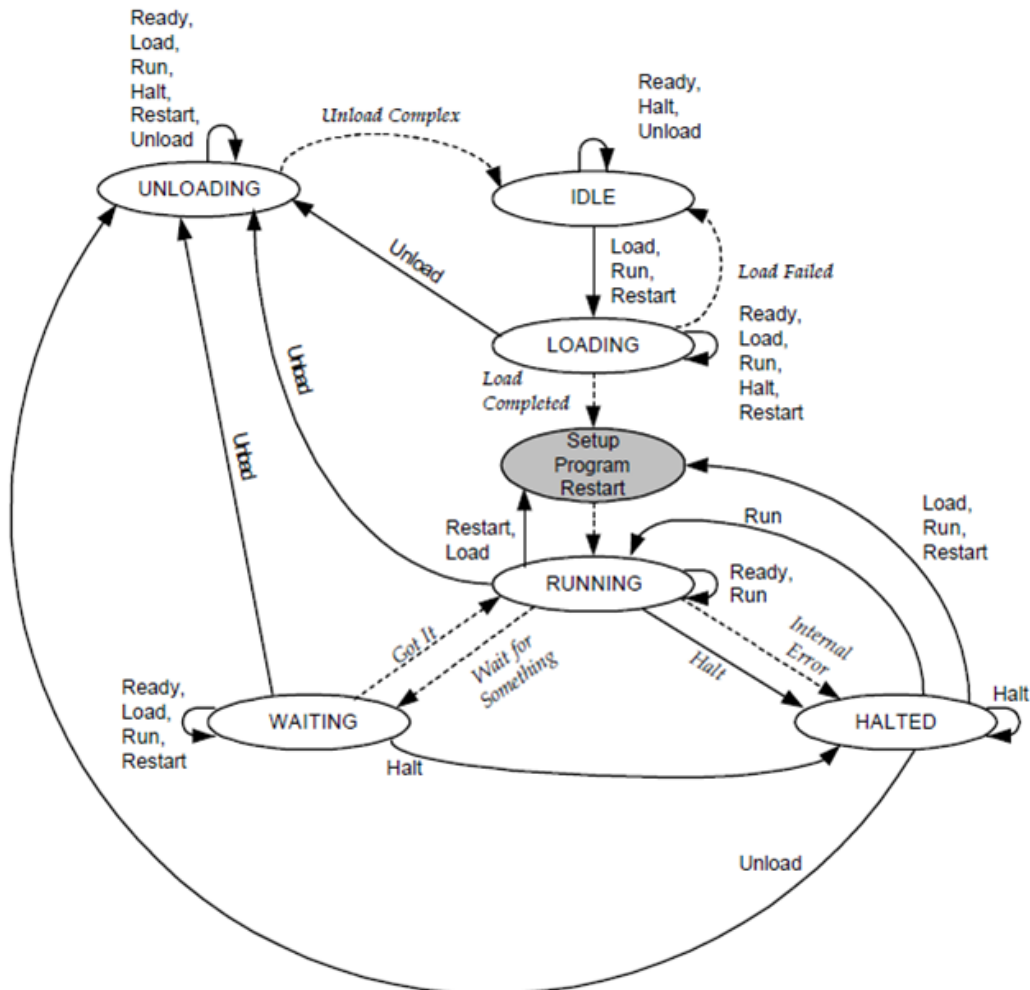 Ready,
Load,
Run,
Halt,
Restart,
Unload
Unload Complex
Ready,
Halt,
Unload
UNLOADING
IDLE
Unload
Load,
Run,
Restart
Load Failed
LOADING
Ready,
Load,
Run,
Halt,
Restart
Load
Completed
Unload
Unload
Setup
Program
Restart
Restart,
Load
Run
Load,
Run,
Restart
RUNNING
Ready,
Run
Got It
Wait for
Something
Halt
Internal
Error
Ready,
Load,
Run,
Restart
WAITING
Halt
HALTED
Halt
Unload